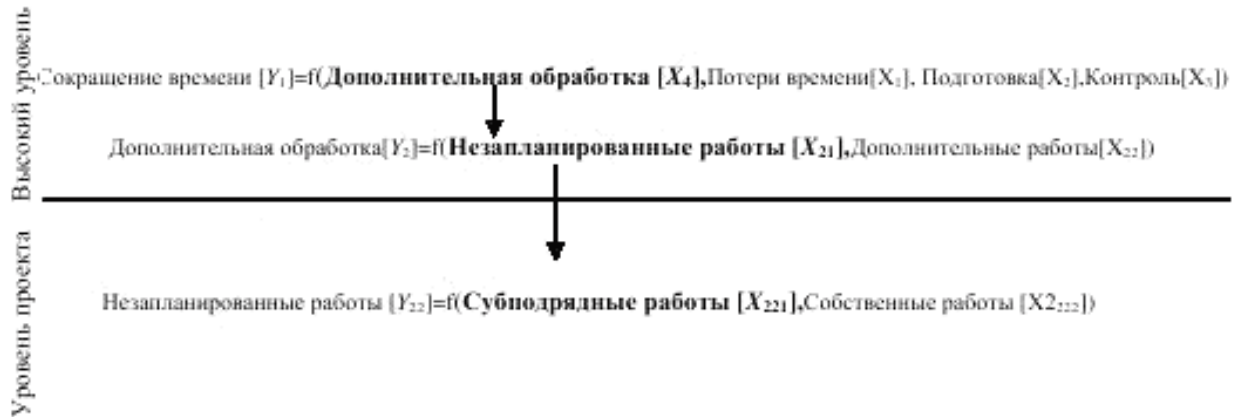 Высокий уровень
Сокращение времени [Y₁]=f(Дополнительная обработка [X₄],Потери времени[X₁], Подготовка[X₂],Контроль[X₃])
Дополнительная обработка[Y₂]=f(Незапланированные работы [X₂₁],Дополнительные работы[X₂₂])
Уровень проекта
Незапланированные работы [Y₂₂]=f(Субподрядные работы [X₂₂₁],Собственные работы [X2₂₂₂])